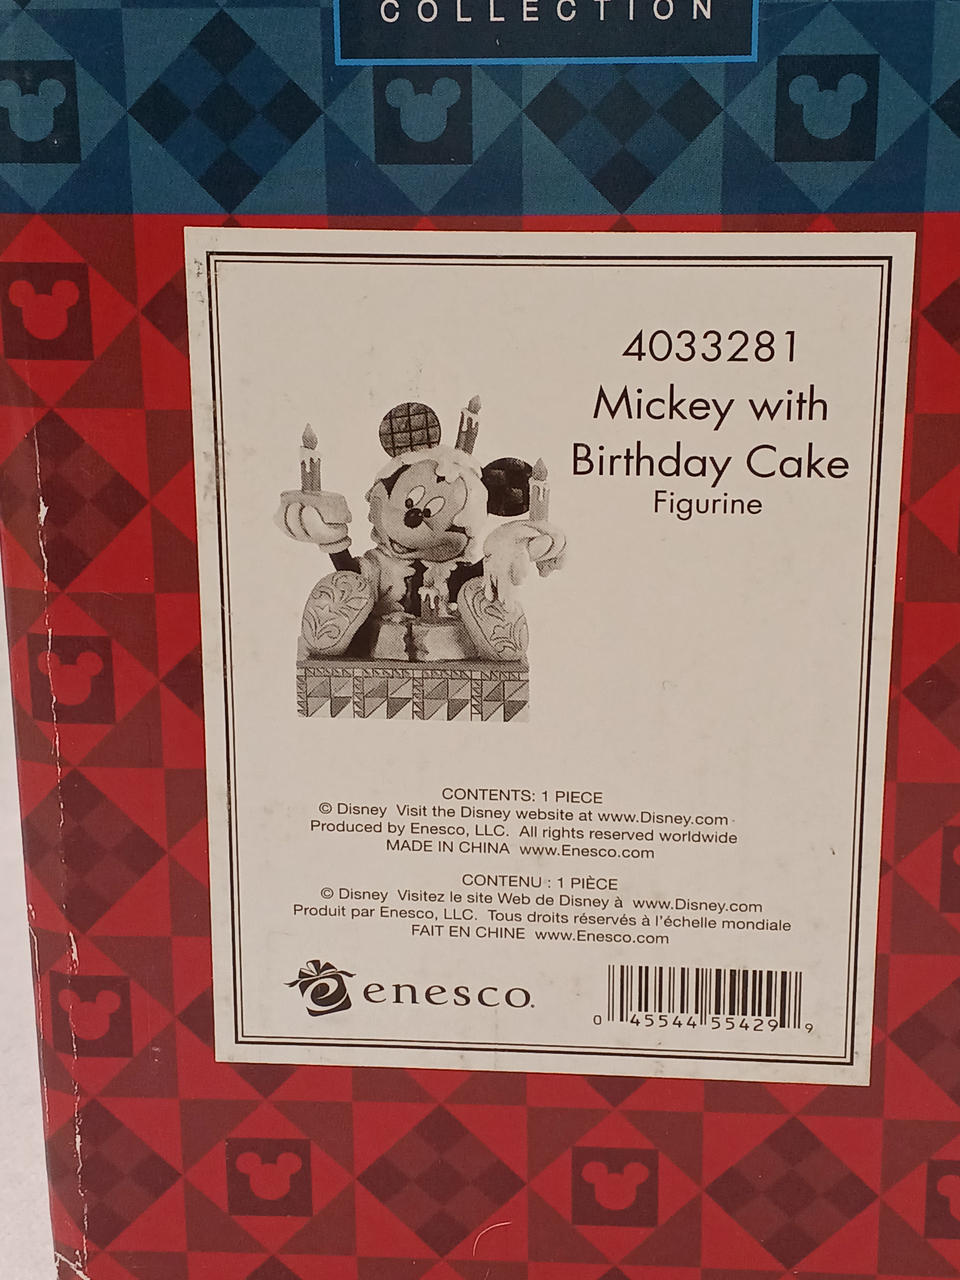 COLLECTION
4033281
Mickey with
Birthday Cake
Figurine
CONTENTS: 1 PIECE
© Disney Visit the Disney website at www.Disney.com
Produced by Enesco, LLC. All rights reserved worldwide
MADE IN CHINA www.Enesco.com
CONTENU : 1 PIÈCE
© Disney Visitez le site Web de Disney à www.Disney.com
Produit par Enesco, LLC. Tous droits réservés à l'échelle mondiale
FAIT EN CHINE www.Enesco.com
enesco.
0 45544 55429 9